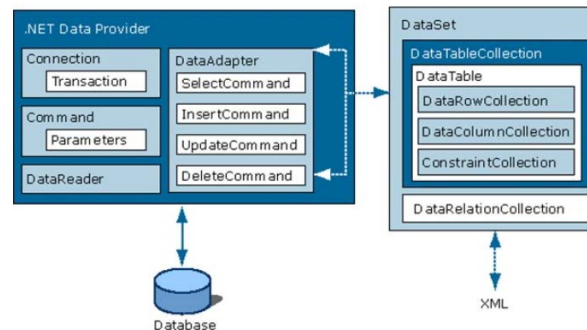 .NET Data Provider
Connection
Transaction
Command
Parameters
DataReader
DataAdapter
SelectCommand
InsertCommand
UpdateCommand
DeleteCommand
Database
DataSet
DataTableCollection
DataTable
DataRowCollection
DataColumnCollection
ConstraintCollection
DataRelationCollection
XML